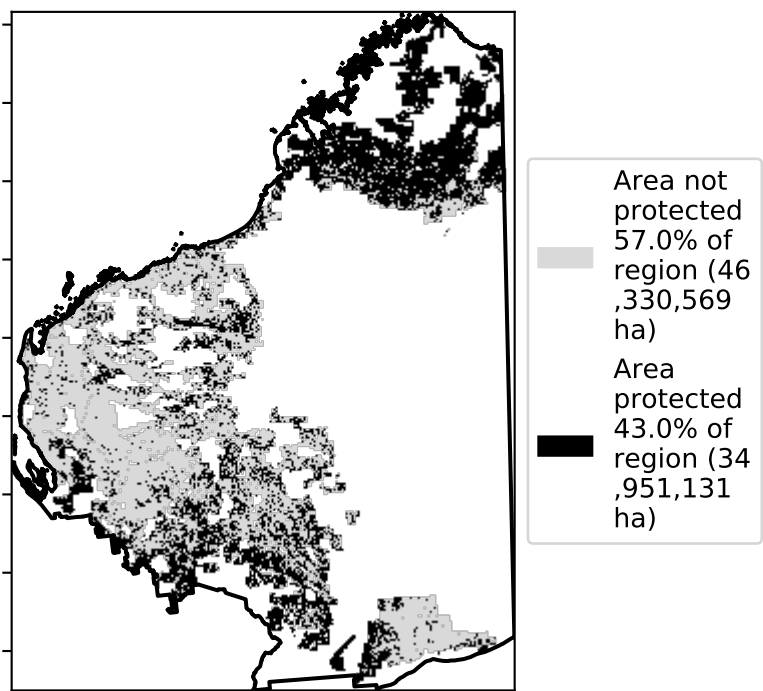 Area not
protected
57.0% of
region (46
,330,569
ha)
Area
protected
43.0% of
region (34
,951,131
ha)